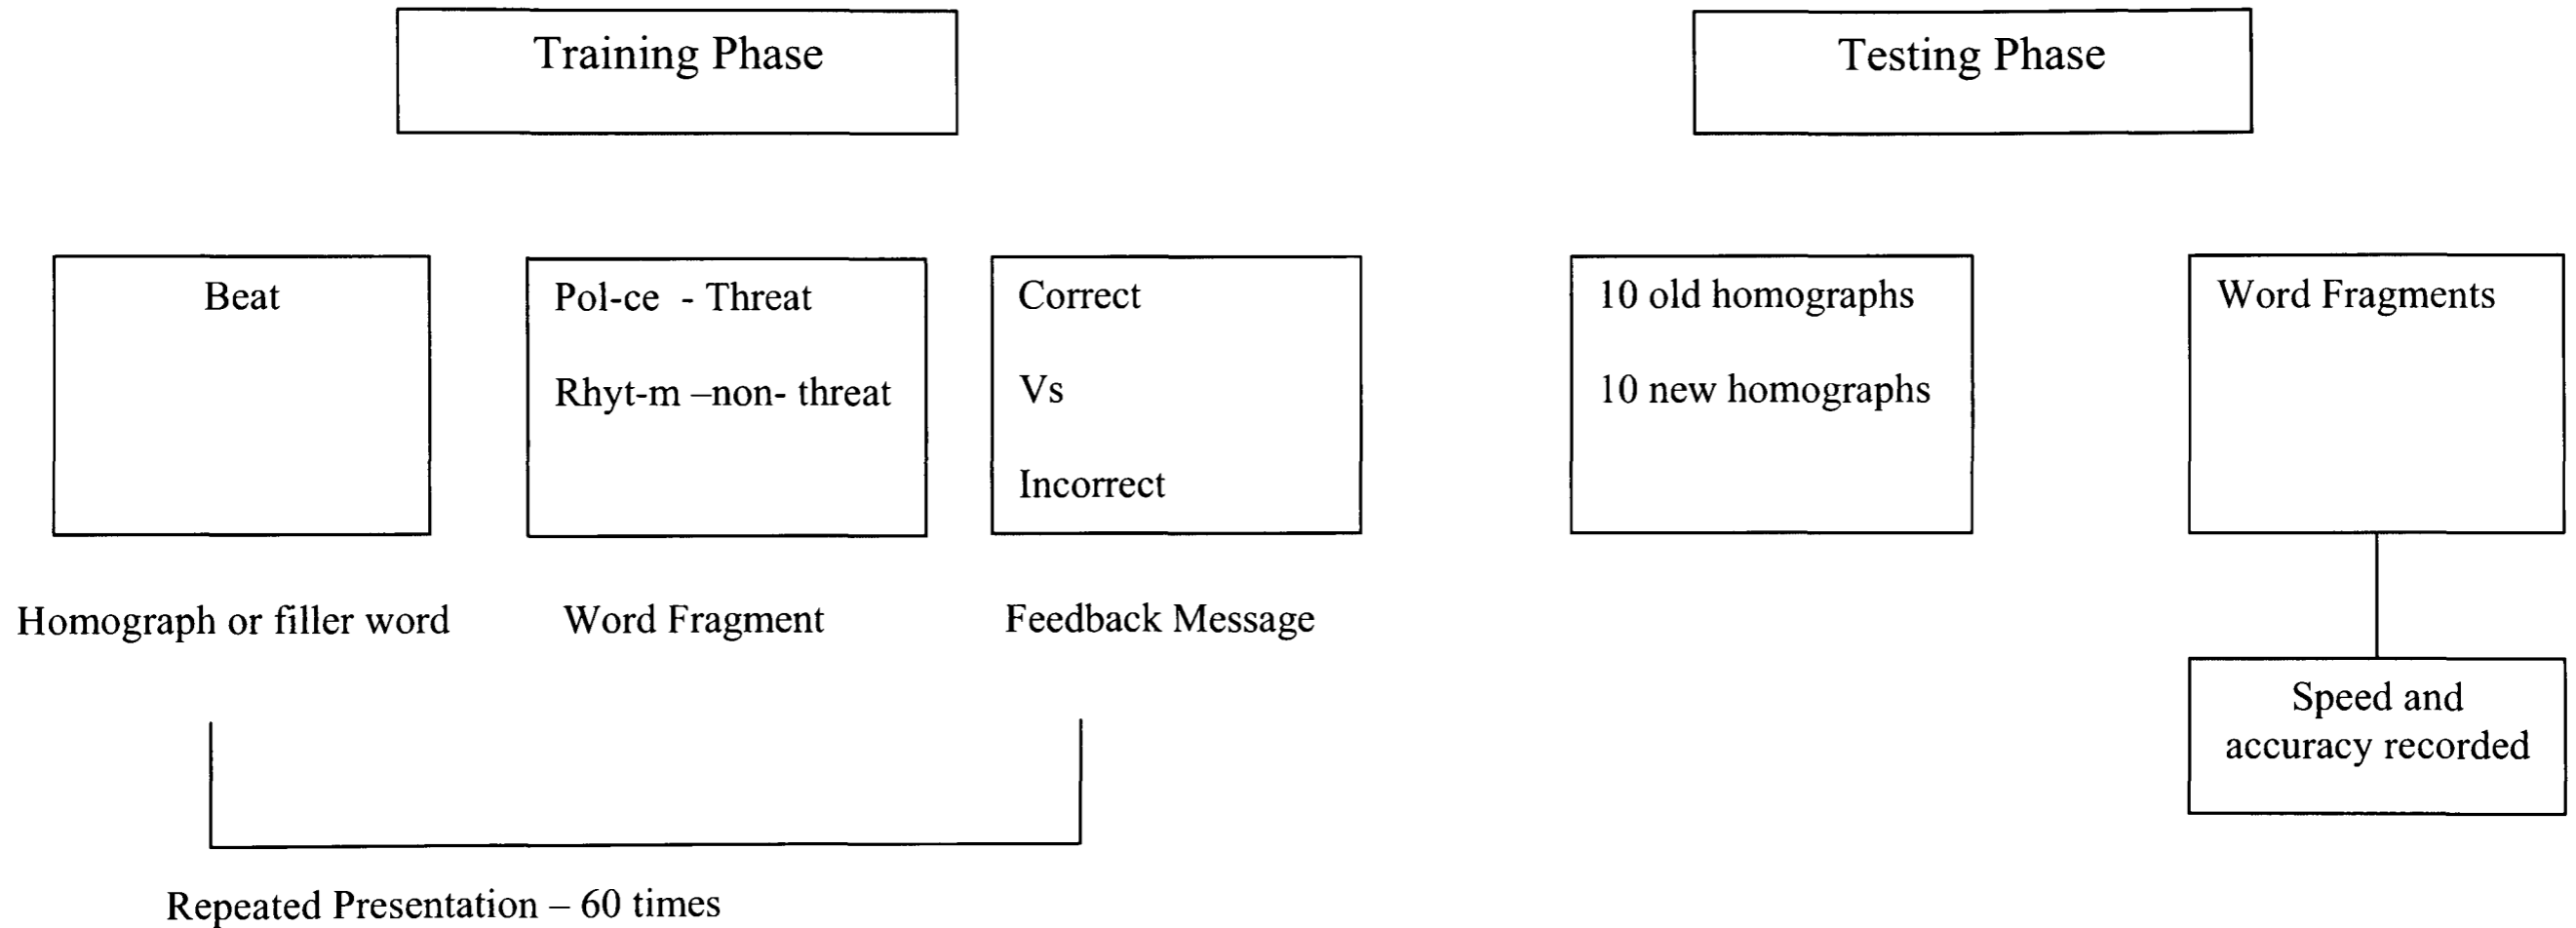 Training Phase
Testing Phase
Beat
Pol-ce - Threat
Rhyt-m –non- threat
Correct
Vs
Incorrect
10 old homographs
10 new homographs
Word Fragments
Homograph or filler word
Word Fragment
Feedback Message
Speed and
accuracy recorded
Repeated Presentation – 60 times